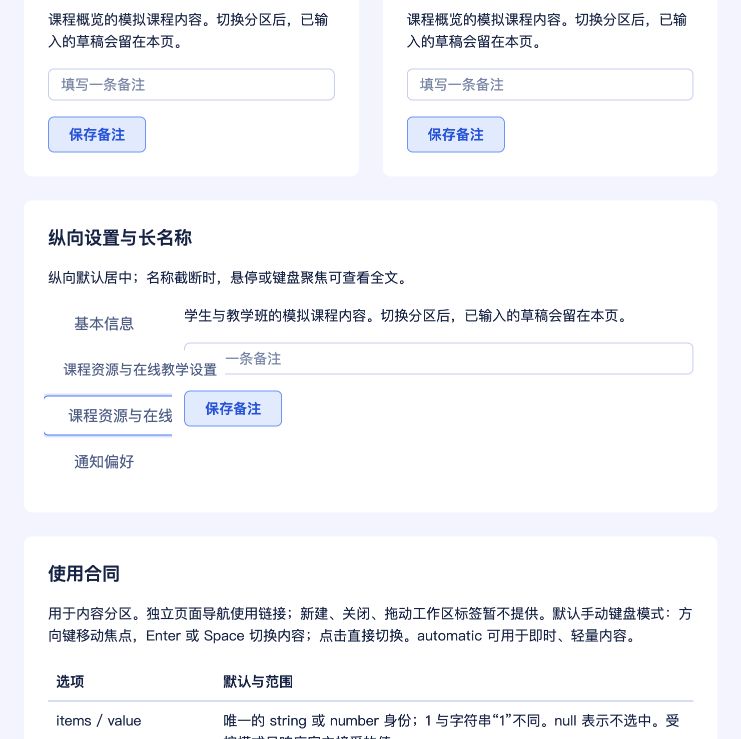 课程概览的模拟课程内容。切换分区后，已输
入的草稿会留在本页。
填写一条备注
保存备注
课程概览的模拟课程内容。切换分区后，已输
入的草稿会留在本页。
填写一条备注
保存备注
纵向设置与长名称
纵向默认居中；名称截断时，悬停或键盘聚焦可查看全文。
基本信息
课程资源与在线教学设置
课程资源与在线
通知偏好
学生与教学班的模拟课程内容。切换分区后，已输入的草稿会留在本页。
一条备注
保存备注
使用合同
用于内容分区。独立页面导航使用链接；新建、关闭、拖动工作区标签暂不提供。默认手动键盘模式：方
向键移动焦点，Enter 或 Space 切换内容；点击直接切换。automatic 可用于即时、轻量内容。
选项 默认与范围
items / value 唯一的 string 或 number 身份；1 与字符串“1”不同。null 表示不选中。受